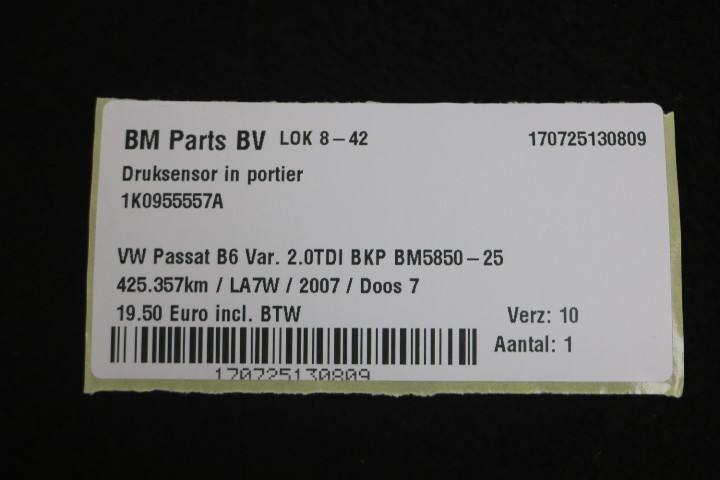 BM Parts BV LOK 8-42 170725130809
Druksensor in portier
1K0955557A
VW Passat B6 Var. 2.0TDI BKP BM5850-25
425.357km / LA7W / 2007 / Doos 7
19.50 Euro incl. BTW Verz: 10
Aantal: 1
170725130809